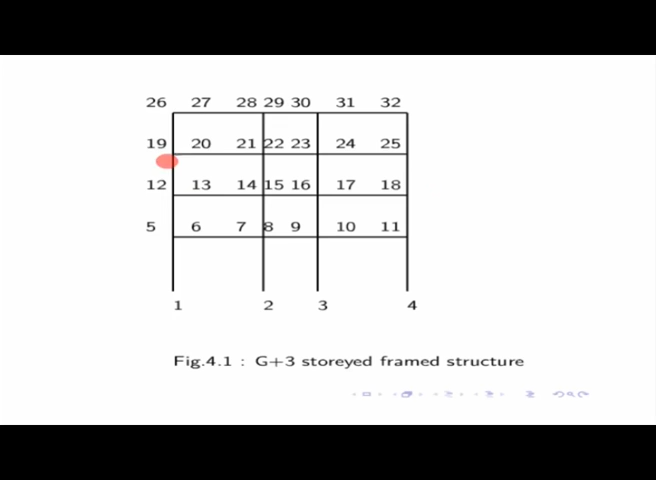 26 27 28 29 30 31 32
19 20 21 22 23 24 25
12 13 14 15 16 17 18
5 6 7 8 9 10 11
1 2 3 4
Fig.4.1 : G+3 storeyed framed structure